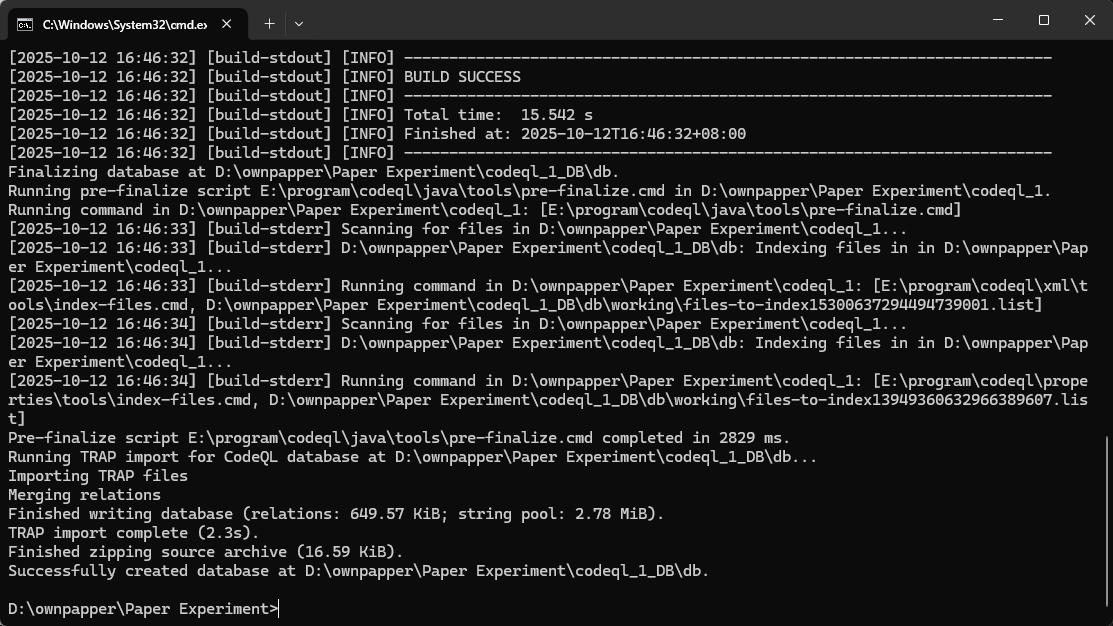 C:\Windows\System32\cmd.ex
[2025-10-12 16:46:32] [build-stdout] [INFO] ------------------------------------------------------------------------
[2025-10-12 16:46:32] [build-stdout] [INFO] BUILD SUCCESS
[2025-10-12 16:46:32] [build-stdout] [INFO] ------------------------------------------------------------------------
[2025-10-12 16:46:32] [build-stdout] [INFO] Total time:  15.542 s
[2025-10-12 16:46:32] [build-stdout] [INFO] Finished at: 2025-10-12T16:46:32+08:00
[2025-10-12 16:46:32] [build-stdout] [INFO] ------------------------------------------------------------------------
Finalizing database at D:\ownpapper\Paper Experiment\codeql_1_DB\db.
Running pre-finalize script E:\program\codeql\java\tools\pre-finalize.cmd in D:\ownpapper\Paper Experiment\codeql_1.
Running command in D:\ownpapper\Paper Experiment\codeql_1: [E:\program\codeql\java\tools\pre-finalize.cmd]
[2025-10-12 16:46:33] [build-stderr] Scanning for files in D:\ownpapper\Paper Experiment\codeql_1...
[2025-10-12 16:46:33] [build-stderr] D:\ownpapper\Paper Experiment\codeql_1_DB\db: Indexing files in in D:\ownpapper\Pap
er Experiment\codeql_1...
[2025-10-12 16:46:33] [build-stderr] Running command in D:\ownpapper\Paper Experiment\codeql_1: [E:\program\codeql\xml\t
ools\index-files.cmd, D:\ownpapper\Paper Experiment\codeql_1_DB\db\working\files-to-index15300637294494739001.list]
[2025-10-12 16:46:34] [build-stderr] Scanning for files in D:\ownpapper\Paper Experiment\codeql_1...
[2025-10-12 16:46:34] [build-stderr] D:\ownpapper\Paper Experiment\codeql_1_DB\db: Indexing files in in D:\ownpapper\Pap
er Experiment\codeql_1...
[2025-10-12 16:46:34] [build-stderr] Running command in D:\ownpapper\Paper Experiment\codeql_1: [E:\program\codeql\prope
rties\tools\index-files.cmd, D:\ownpapper\Paper Experiment\codeql_1_DB\db\working\files-to-index13949360632966389607.lis
t]
Pre-finalize script E:\program\codeql\java\tools\pre-finalize.cmd completed in 2829 ms.
Running TRAP import for CodeQL database at D:\ownpapper\Paper Experiment\codeql_1_DB\db...
Importing TRAP files
Merging relations
Finished writing database (relations: 649.57 KiB; string pool: 2.78 MiB).
TRAP import complete (2.3s).
Finished zipping source archive (16.59 KiB).
Successfully created database at D:\ownpapper\Paper Experiment\codeql_1_DB\db.
D:\ownpapper\Paper Experiment>